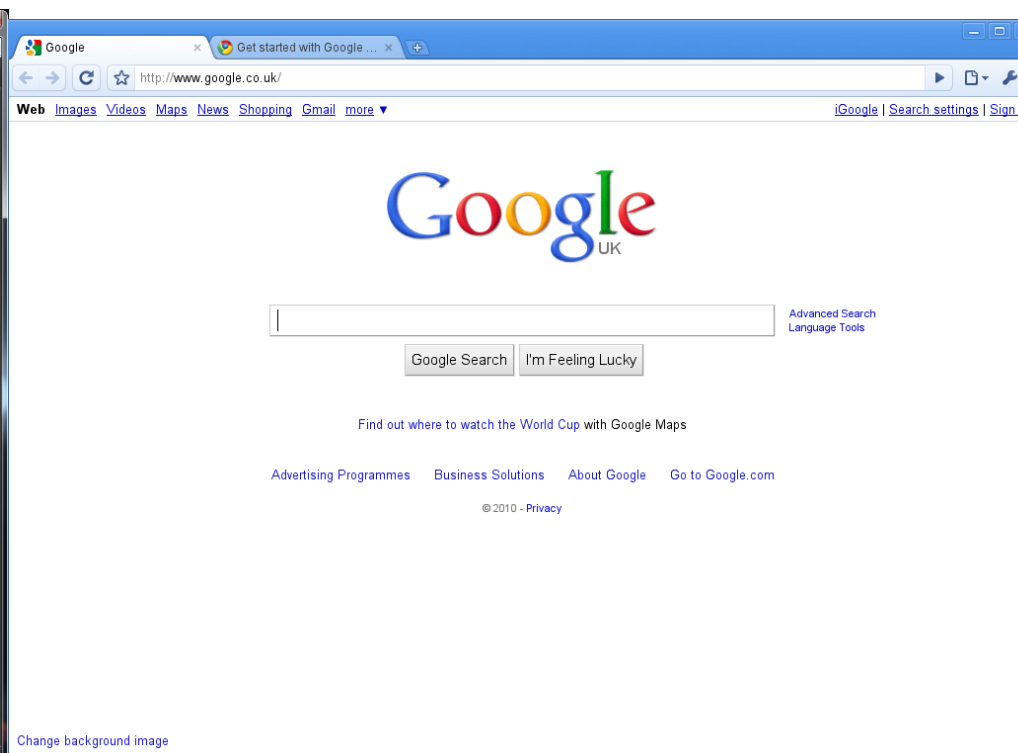 Google Get started with Google ...
http://www.google.co.uk/
Web Images Videos Maps News Shopping Gmail more ▼ iGoogle | Search settings | Sign
Google
UK
Advanced Search
Language Tools
Google Search I'm Feeling Lucky
Find out where to watch the World Cup with Google Maps
Advertising Programmes Business Solutions About Google Go to Google.com
© 2010 - Privacy
Change background image